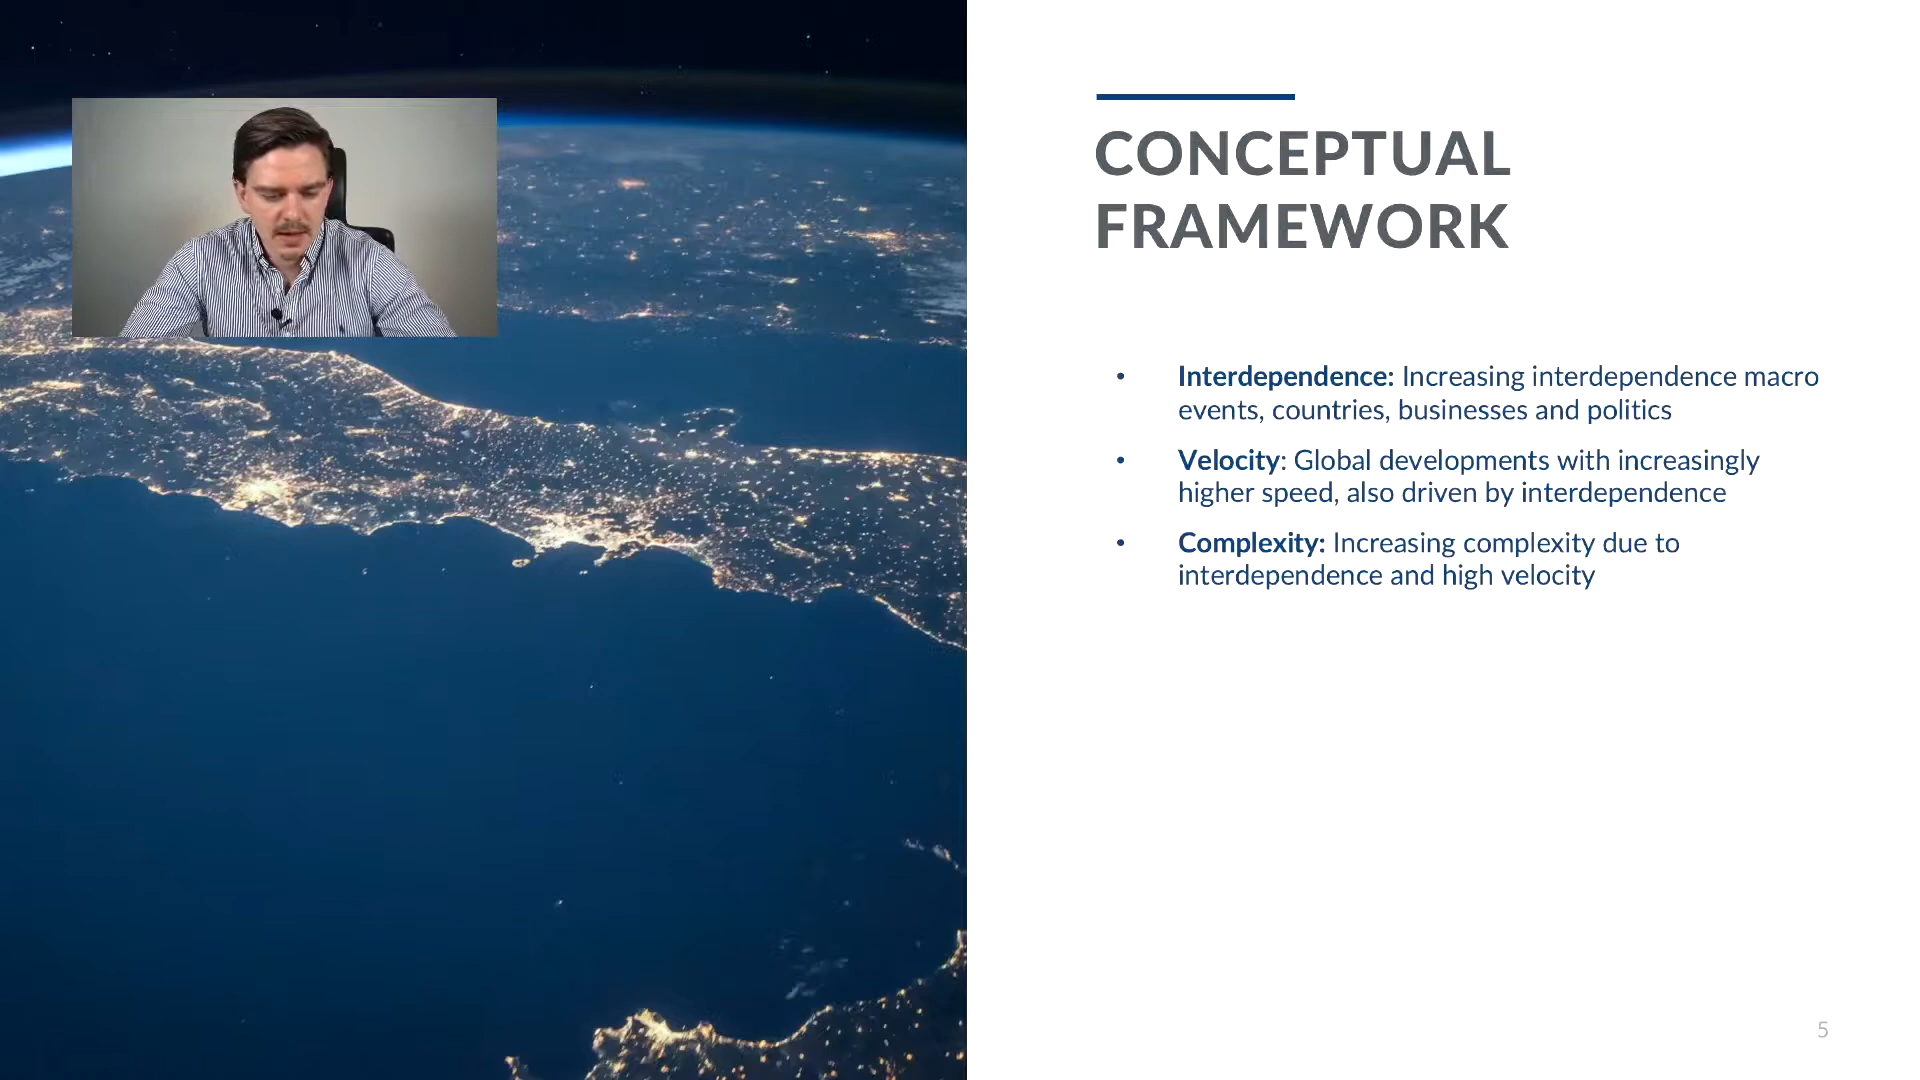 CONCEPTUAL
FRAMEWORK
• Interdependence: Increasing interdependence macro
events, countries, businesses and politics
• Velocity: Global developments with increasingly
higher speed, also driven by interdependence
• Complexity: Increasing complexity due to
interdependence and high velocity
5